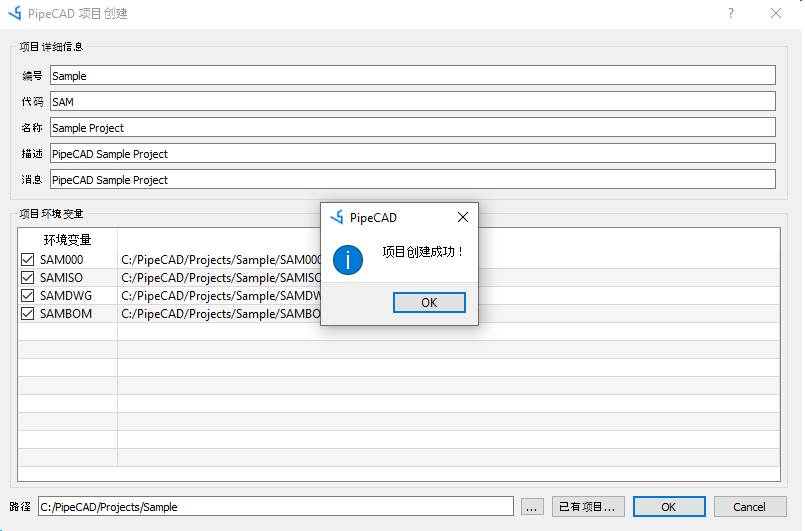 PipeCAD 项目创建
项目详细信息
编号 Sample
代码 SAM
名称 Sample Project
描述 PipeCAD Sample Project
消息 PipeCAD Sample Project
项目环境变量
环境变量
SAM000 C:/PipeCAD/Projects/Sample/SAM000
SAMISO C:/PipeCAD/Projects/Sample/SAMISO
SAMDWG C:/PipeCAD/Projects/Sample/SAMDW
SAMBOM C:/PipeCAD/Projects/Sample/SAMBO
PipeCAD
项目创建成功！
OK
路径 C:/PipeCAD/Projects/Sample ... 已有项目... OK Cancel